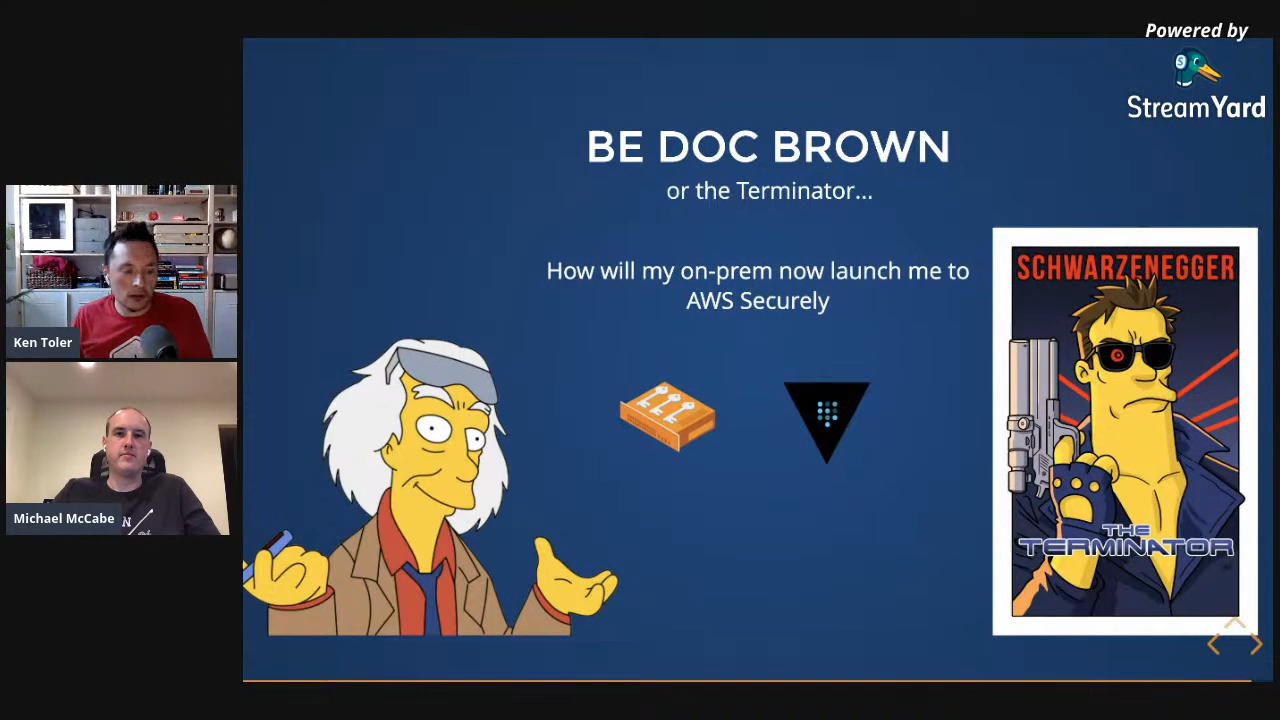 Powered by
StreamYard
BE DOC BROWN
or the Terminator...
How will my on-prem now launch me to
AWS Securely
SCHWARZENEGGER
THE
TERMINATOR
Ken Toler
Michael McCabe